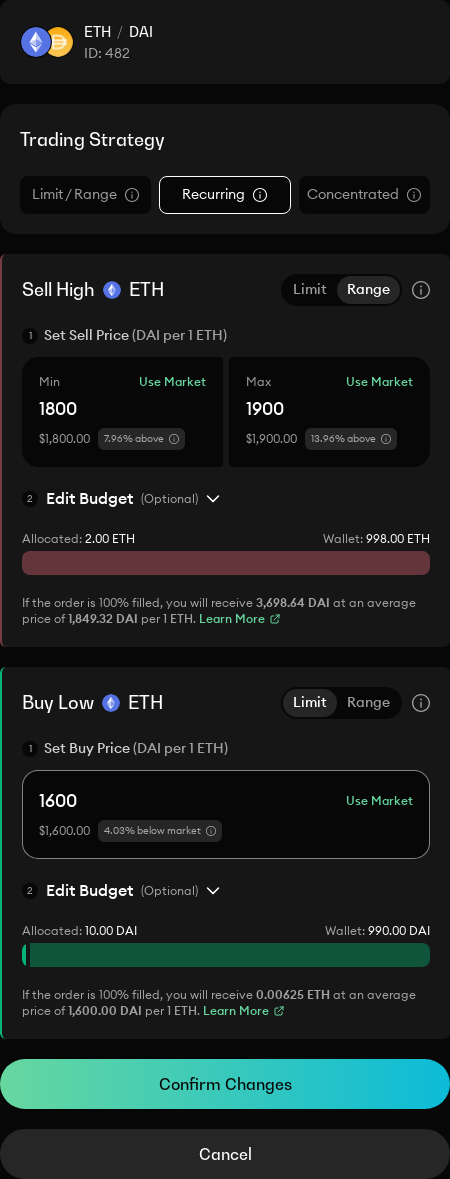 ETH / DAI
ID: 482
Trading Strategy
Limit / Range
Recurring
Concentrated
Sell High ETH
Limit
Range
1 Set Sell Price (DAI per 1 ETH)
Min
Use Market
1800
$1,800.00
7.96% above
Max
Use Market
1900
$1,900.00
13.96% above
2 Edit Budget (Optional)
Allocated: 2.00 ETH
Wallet: 998.00 ETH
If the order is 100% filled, you will receive 3,698.64 DAI at an average
price of 1,849.32 DAI per 1 ETH. Learn More
Buy Low ETH
Limit
Range
1 Set Buy Price (DAI per 1 ETH)
1600
Use Market
$1,600.00
4.03% below market
2 Edit Budget (Optional)
Allocated: 10.00 DAI
Wallet: 990.00 DAI
If the order is 100% filled, you will receive 0.00625 ETH at an average
price of 1,600.00 DAI per 1 ETH. Learn More
Confirm Changes
Cancel